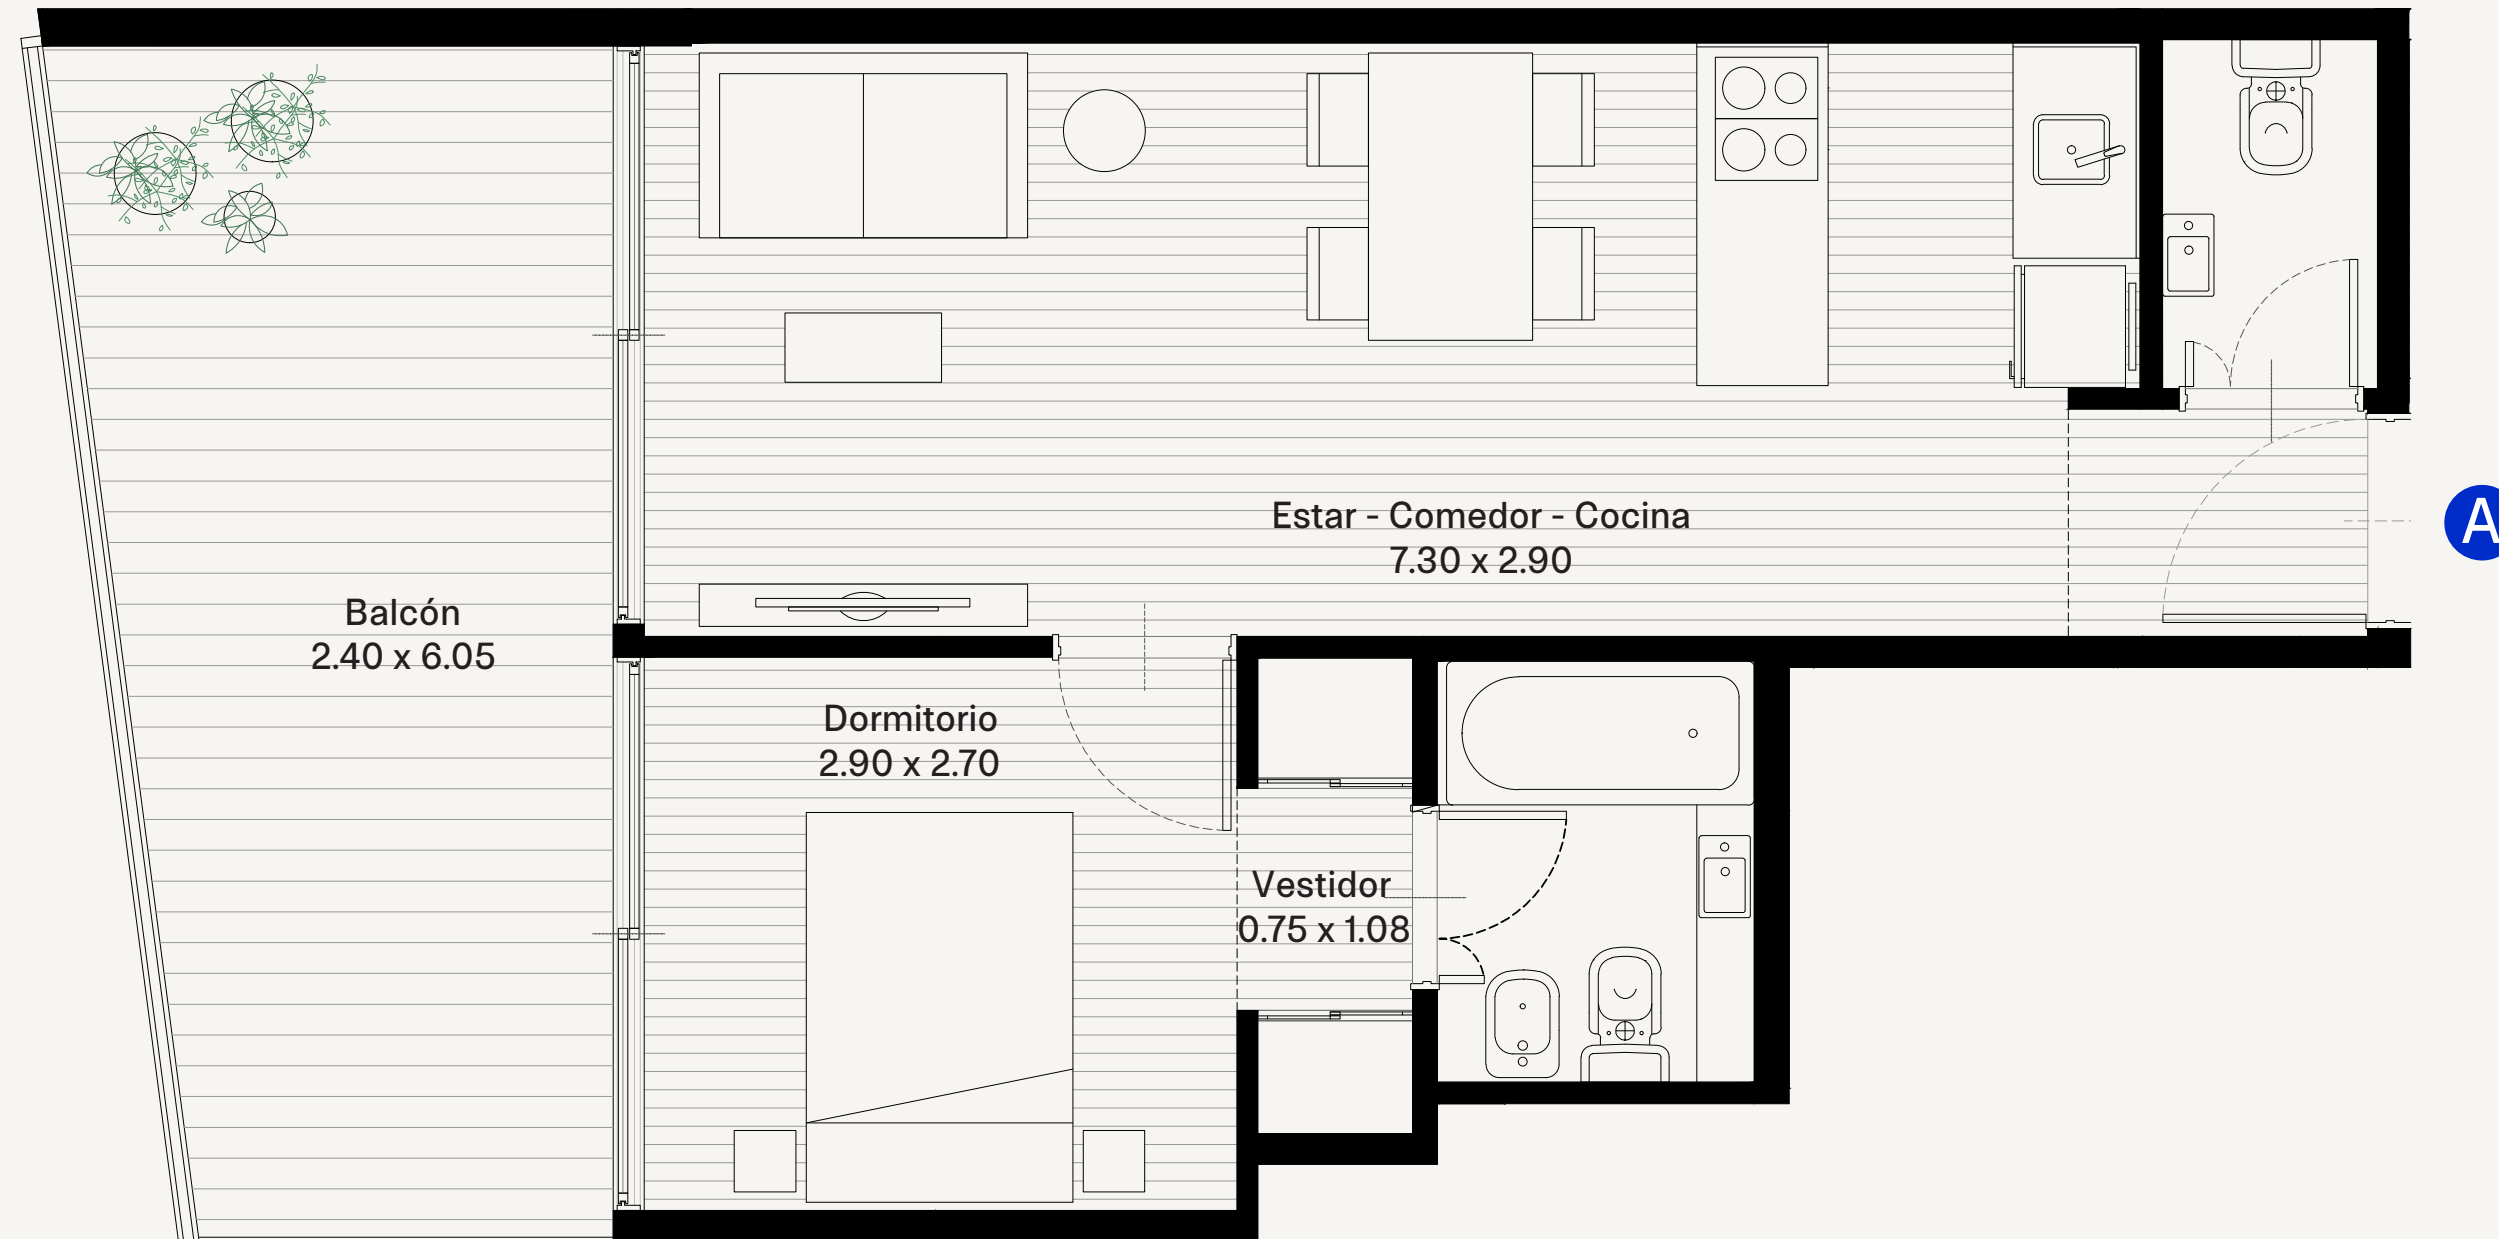 Estar - Comedor - Cocina
7.30 x 2.90
A
Balcón
2.40 x 6.05
Dormitorio
2.90 x 2.70
Vestidor
0.75 x 1.08